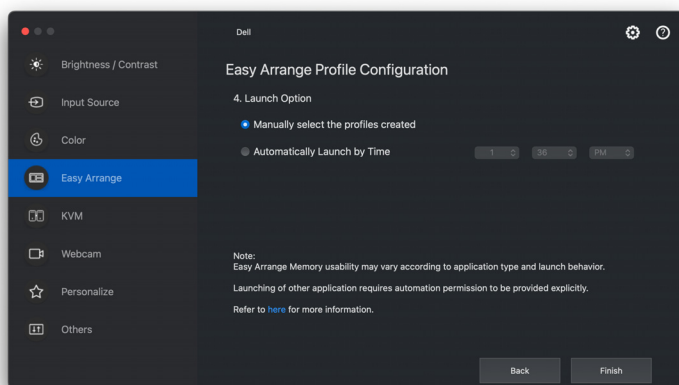 Dell
Brightness / Contrast
Input Source
Color
Easy Arrange
KVM
Webcam
Personalize
Others
Easy Arrange Profile Configuration
4. Launch Option
Manually select the profiles created
Automatically Launch by Time
1 36 PM
Note:
Easy Arrange Memory usability may vary according to application type and launch behavior.
Launching of other application requires automation permission to be provided explicitly.
Refer to here for more information.
Back
Finish